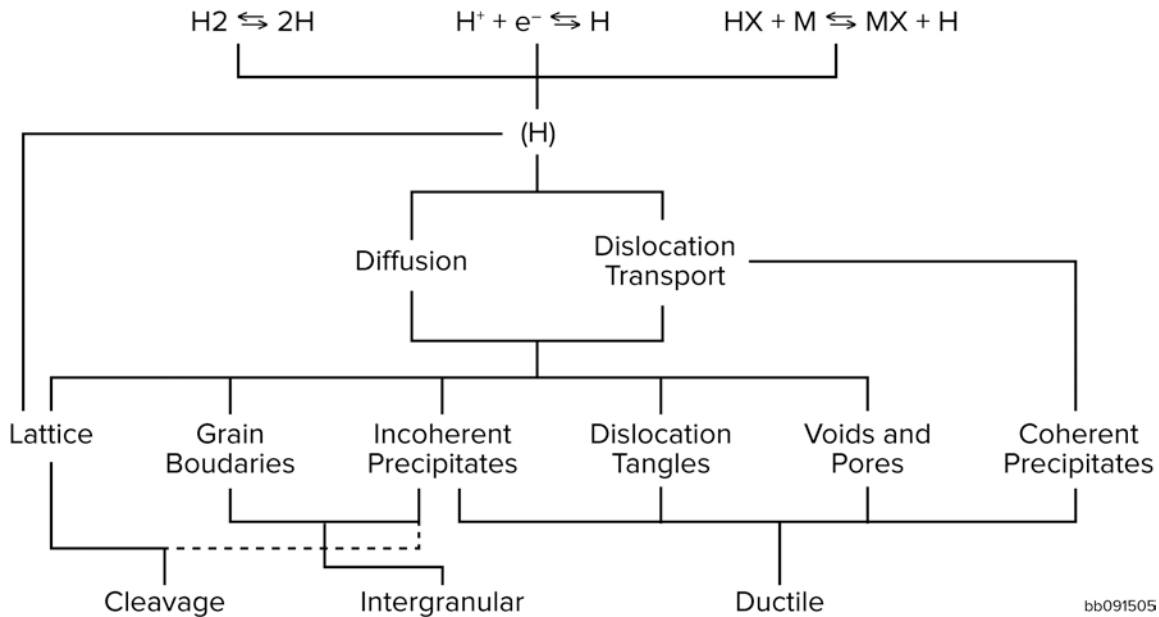 H2 ⇆ 2H
H⁺ + e⁻ ⇆ H
HX + M ⇆ MX + H
(H)
Diffusion
Dislocation
Transport
Lattice
Grain
Boudaries
Incoherent
Precipitates
Dislocation
Tangles
Voids and
Pores
Coherent
Precipitates
Cleavage
Intergranular
Ductile
bb091505